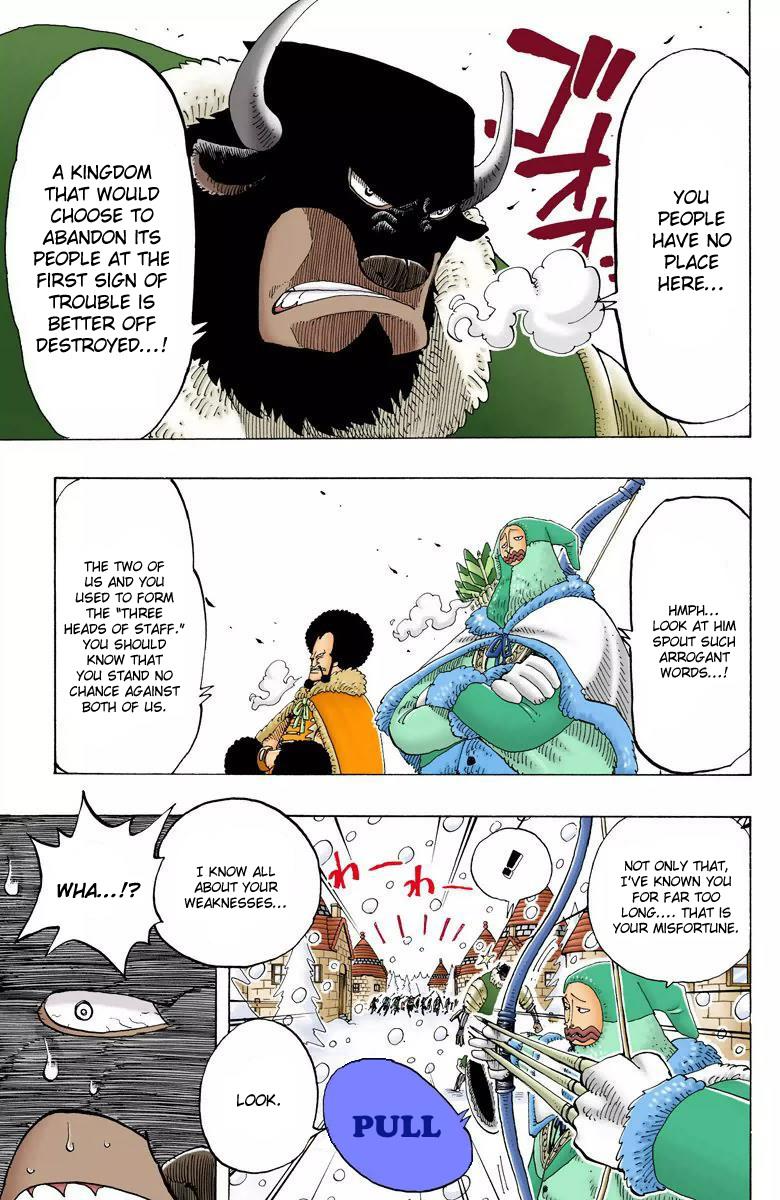 YOU
PEOPLE
HAVE NO
PLACE
HERE...
A KINGDOM
THAT WOULD
CHOOSE TO
ABANDON ITS
PEOPLE AT THE
FIRST SIGN OF
TROUBLE IS
BETTER OFF
DESTROYED...!
HMPH...
LOOK AT HIM
SPOUT SUCH
ARROGANT
WORDS...!
THE TWO OF
US AND YOU
USED TO FORM
THE "THREE
HEADS OF STAFF."
YOU SHOULD
KNOW THAT
YOU STAND NO
CHANCE AGAINST
BOTH OF US.
NOT ONLY THAT,
I'VE KNOWN YOU
FOR FAR TOO
LONG.... THAT IS
YOUR MISFORTUNE.
!
わーわー
I KNOW ALL
ABOUT YOUR
WEAKNESSES...
LOOK.
PULL
WHA...!?